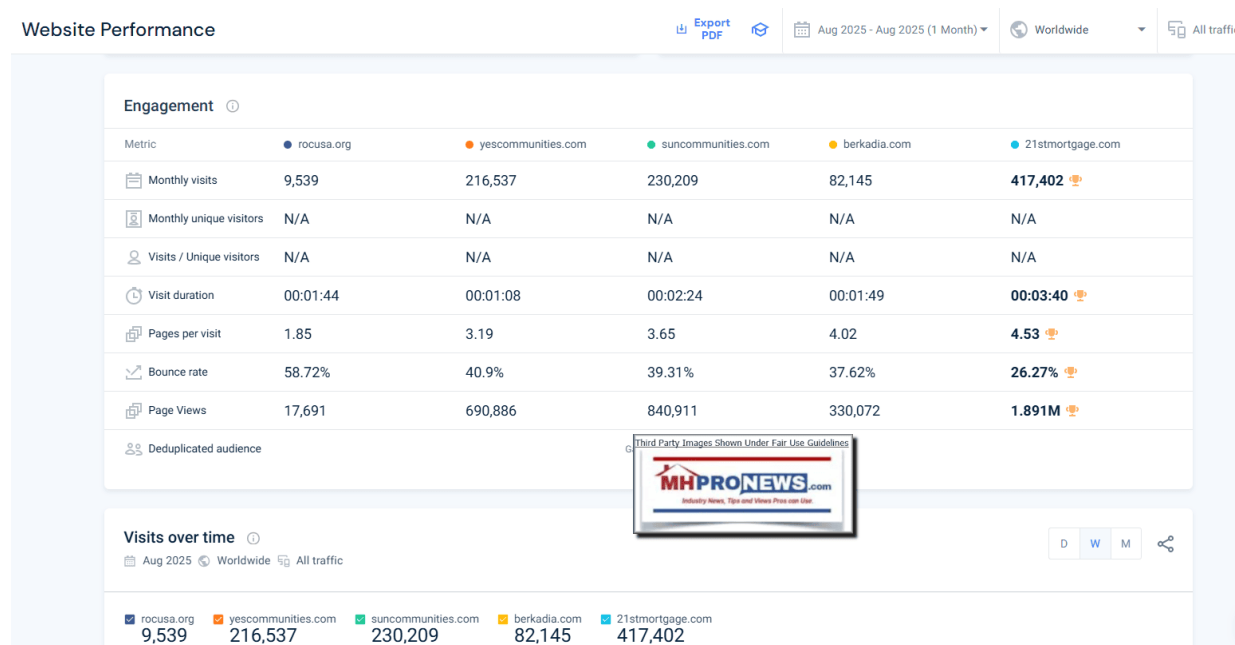 Website Performance
Export PDF
Aug 2025 - Aug 2025 (1 Month)
Worldwide
All traffic
Engagement
Metric rocusa.org yescommunities.com suncommunities.com berkadia.com 21stmortgage.com
Monthly visits 9,539 216,537 230,209 82,145 417,402
Monthly unique visitors N/A N/A N/A N/A N/A
Visits / Unique visitors N/A N/A N/A N/A N/A
Visit duration 00:01:44 00:01:08 00:02:24 00:01:49 00:03:40
Pages per visit 1.85 3.19 3.65 4.02 4.53
Bounce rate 58.72% 40.9% 39.31% 37.62% 26.27%
Page Views 17,691 690,886 840,911 330,072 1.891M
Deduplicated audience
Third Party Images Shown Under Fair Use Guidelines
MHPRONEWS.com
Industry News, Tips and Views Pros can Use.
Visits over time
D W M
Aug 2025 Worldwide All traffic
rocusa.org yescommunities.com suncommunities.com berkadia.com 21stmortgage.com
9,539 216,537 230,209 82,145 417,402